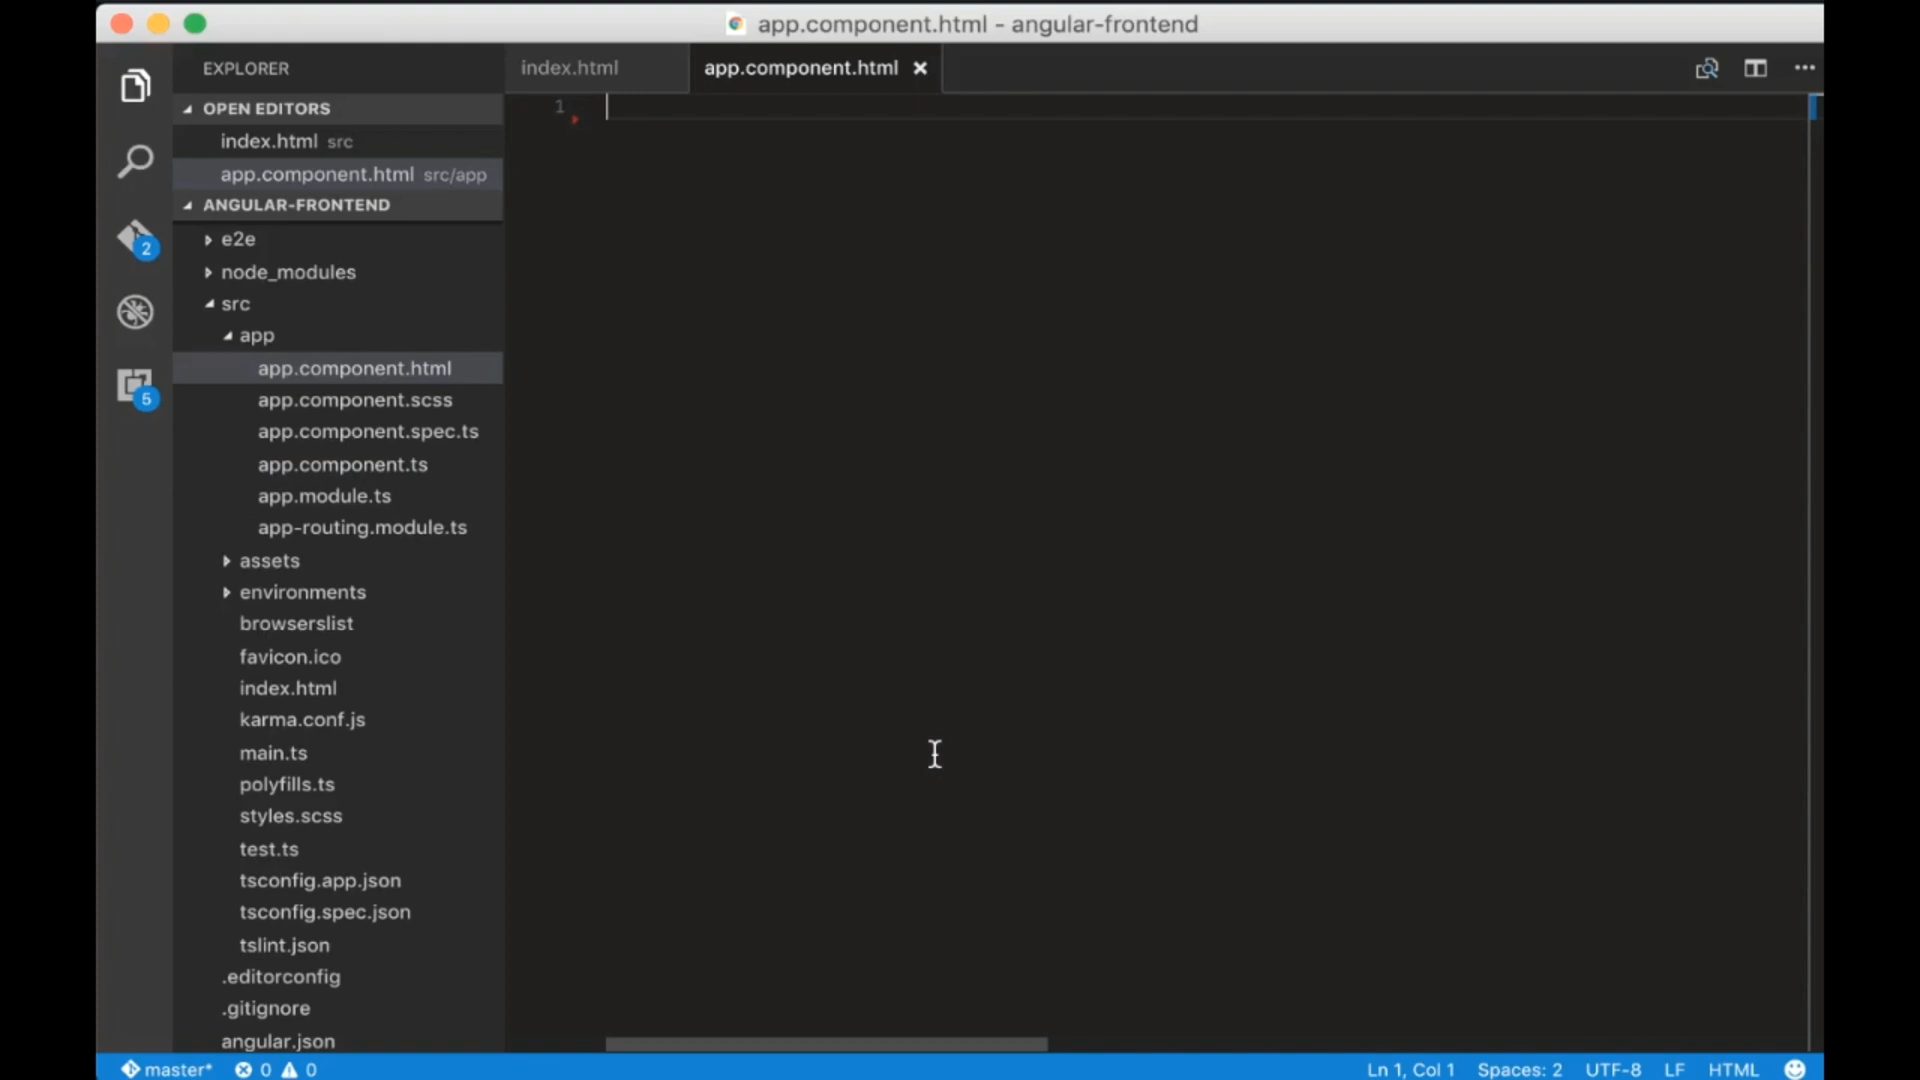 app.component.html - angular-frontend
EXPLORER
index.html
app.component.html
OPEN EDITORS
index.html src
app.component.html src/app
ANGULAR-FRONTEND
e2e
node_modules
src
app
app.component.html
app.component.scss
app.component.spec.ts
app.component.ts
app.module.ts
app-routing.module.ts
assets
environments
browserslist
favicon.ico
index.html
karma.conf.js
main.ts
polyfills.ts
styles.scss
test.ts
tsconfig.app.json
tsconfig.spec.json
tslint.json
.editorconfig
.gitignore
angular.json
2
5
1
master* 0 0 Ln 1, Col 1 Spaces: 2 UTF-8 LF HTML